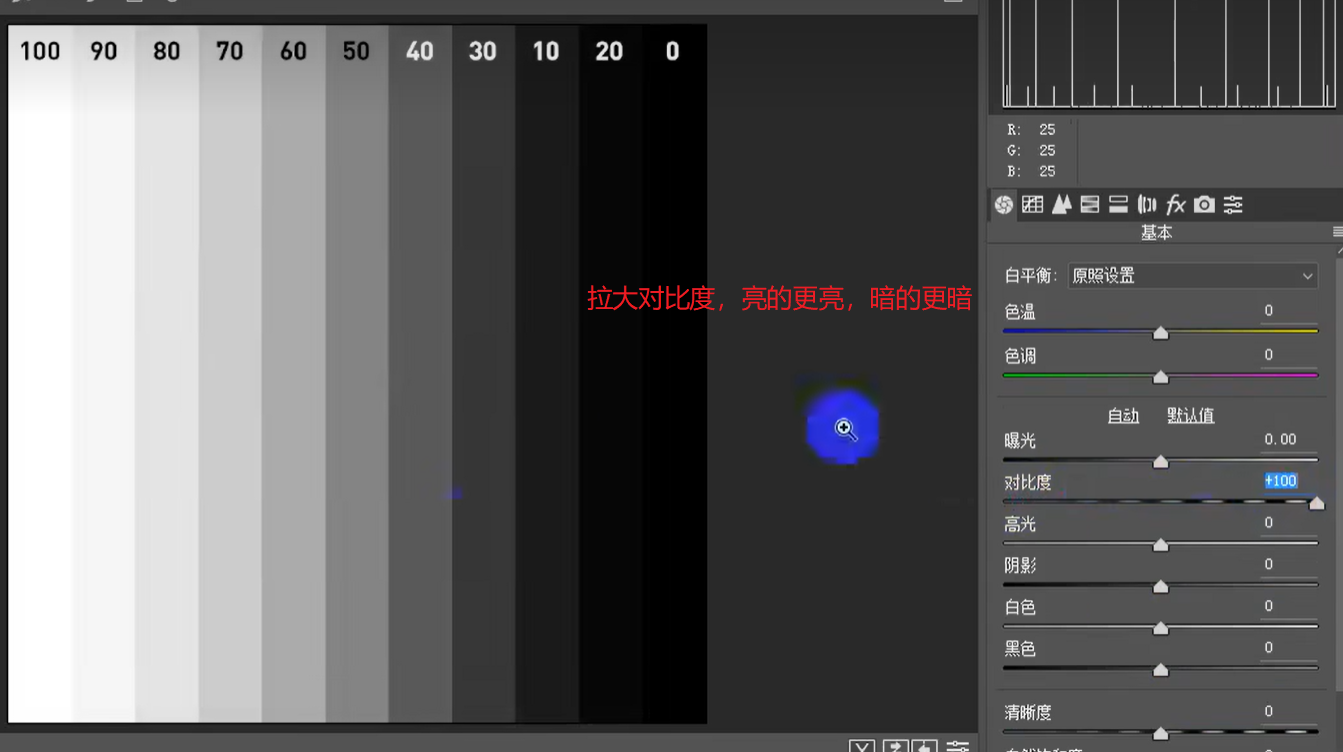 100 90 80 70 60 50 40 30 10 20 0
拉大对比度，亮的更亮，暗的更暗
R: 25
G: 25
B: 25
fx
基本
白平衡: 原照设置
色温 0
色调 0
自动 默认值
曝光 0.00
对比度 +100
高光 0
阴影 0
白色 0
黑色 0
清晰度 0
Y